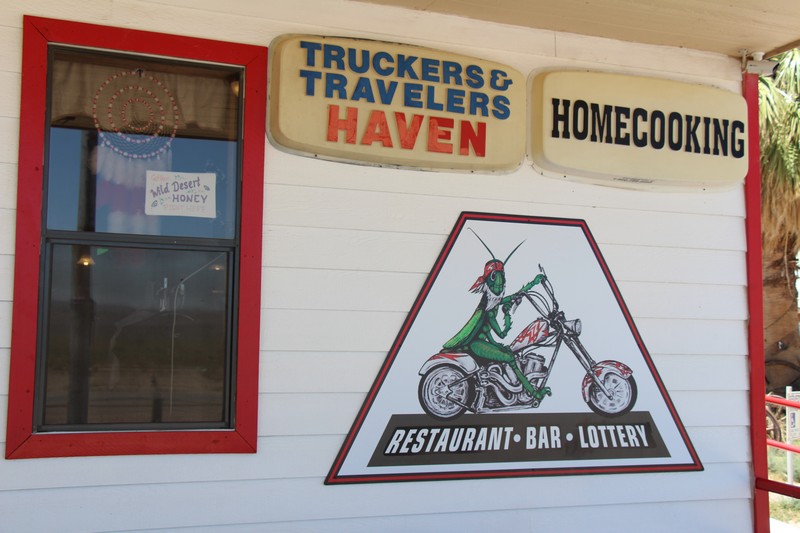 TRUCKERS &
TRAVELERS
HAVEN
HOMECOOKING
Wild Desert
HONEY
RESTAURANT • BAR • LOTTERY